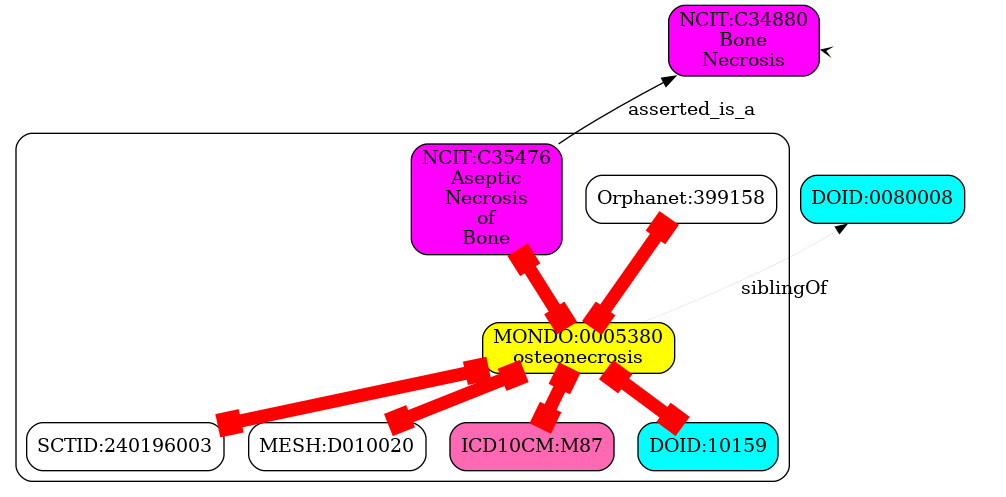 NCIT:C34880
Bone
Necrosis
asserted_is_a
NCIT:C35476
Aseptic
Necrosis
of
Bone
Orphanet:399158
DOID:0080008
siblingOf
MONDO:0005380
osteonecrosis
SCTID:240196003
MESH:D010020
ICD10CM:M87
DOID:10159